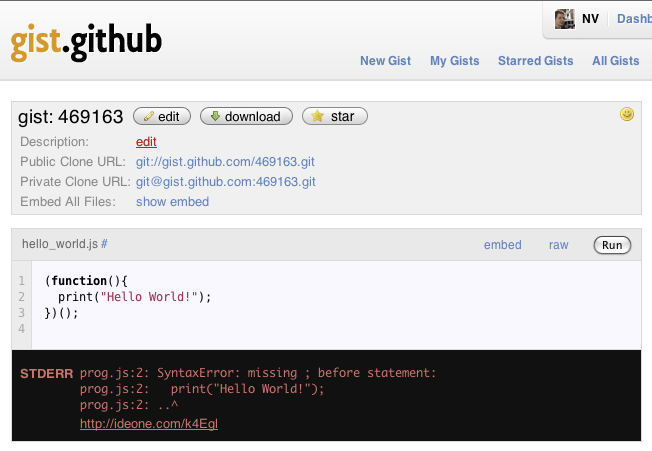 gist.github
NV Dashb
New Gist My Gists Starred Gists All Gists
gist: 469163 edit download star
Description: edit
Public Clone URL: git://gist.github.com/469163.git
Private Clone URL: git@gist.github.com:469163.git
Embed All Files: show embed
hello_world.js # embed raw Run
1 (function(){
2 print("Hello World!");
3 })();
4
STDERR prog.js:2: SyntaxError: missing ; before statement:
prog.js:2: print("Hello World!");
prog.js:2: ..^
http://ideone.com/k4Egl